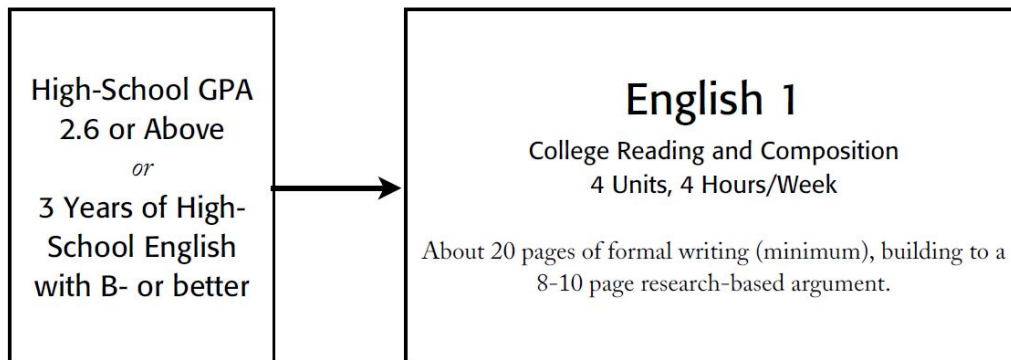 High-School GPA
2.6 or Above
or
3 Years of High-
School English
with B- or better
English 1
College Reading and Composition
4 Units, 4 Hours/Week
About 20 pages of formal writing (minimum), building to a
8-10 page research-based argument.